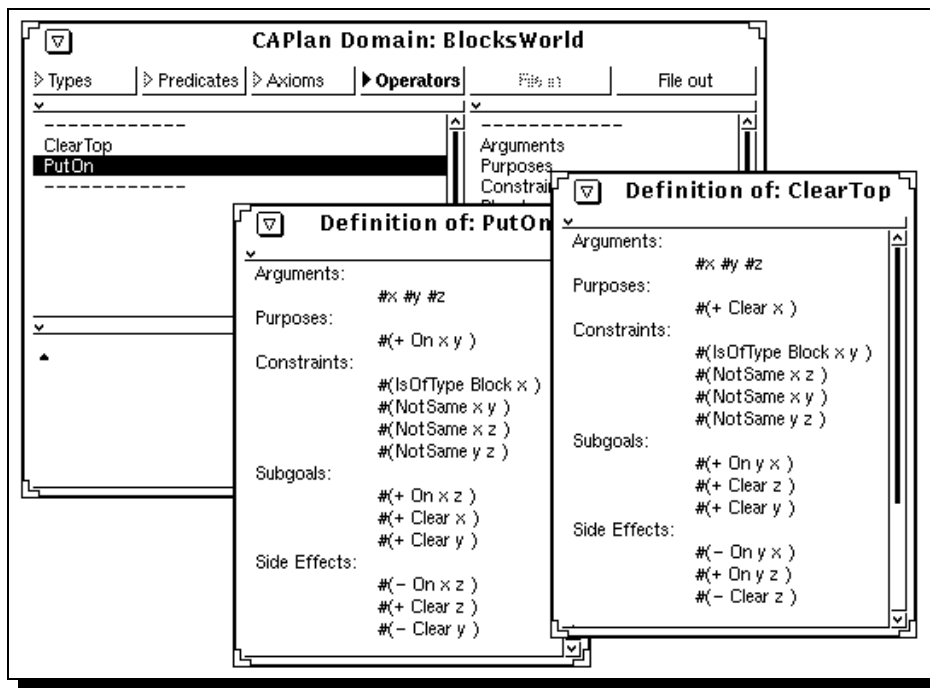 CAPlan Domain: BlocksWorld
Types Predicates Axioms Operators File in File out
-------------
ClearTop
PutOn
-------------
-------------
Arguments
Purposes
Definition of: PutOn
Arguments:
#x #y #z
Purposes:
#(+ On x y )
Constraints:
#(IsOfType Block x )
#(NotSame x y )
#(NotSame x z )
#(NotSame y z )
Subgoals:
#(+ On x z )
#(+ Clear x )
#(+ Clear y )
Side Effects:
#(- On x z )
#(+ Clear z )
#(- Clear y )
Definition of: ClearTop
Arguments:
#x #y #z
Purposes:
#(+ Clear x )
Constraints:
#(IsOfType Block x y )
#(NotSame x z )
#(NotSame x y )
#(NotSame y z )
Subgoals:
#(+ On y x )
#(+ Clear z )
#(+ Clear y )
Side Effects:
#(- On y x )
#(+ On y z )
#(- Clear z )